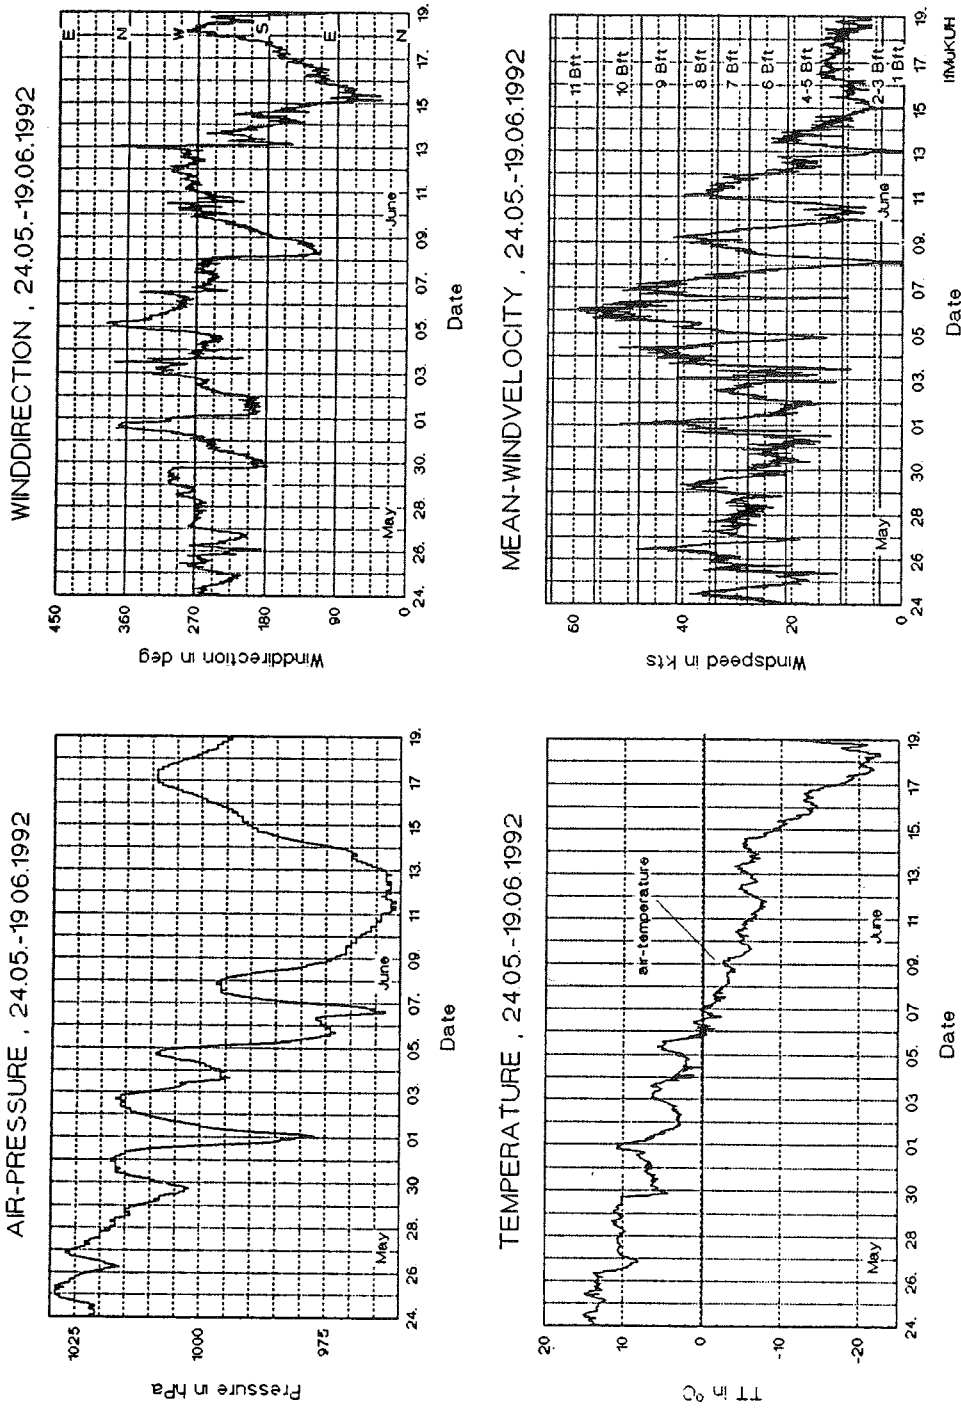 AIR-PRESSURE , 24.05.-19 06.1992
Pressure in hPa
1025
1000
975
24. 26. 28. 30 01 03. 05. 07. 09. 11 13. 15. 17. 19.
May
June
Date
WINDDIRECTION , 24.05.-19.06.1992
Winddirection in deg
450
360
270
180
90
0
E
N
W
S
E
N
24. 26. 28. 30. 01 03. 05 07. 09. 11. 13 15 17. 19.
May
June
Date
TEMPERATURE , 24.05.-19.06.1992
TT in °C
20
10
0
-10
-20
air-temperature
24. 26. 28. 30 01. 03 05. 07 09. 11. 13. 15. 17. 19.
May
June
Date
MEAN-WINDVELOCITY , 24.05.-19.06.1992
Windspeed in kts
60
40
20
0
11 Bft
10 Bft
9 Bft
8 Bft
7 Bft
6 Bft
4-5 Bft
2-3 Bft
1 Bft
24 26. 28. 30. 01 03. 05. 07. 09. 11. 13. 15. 17. 19.
May
June
Date
IfMuKUH